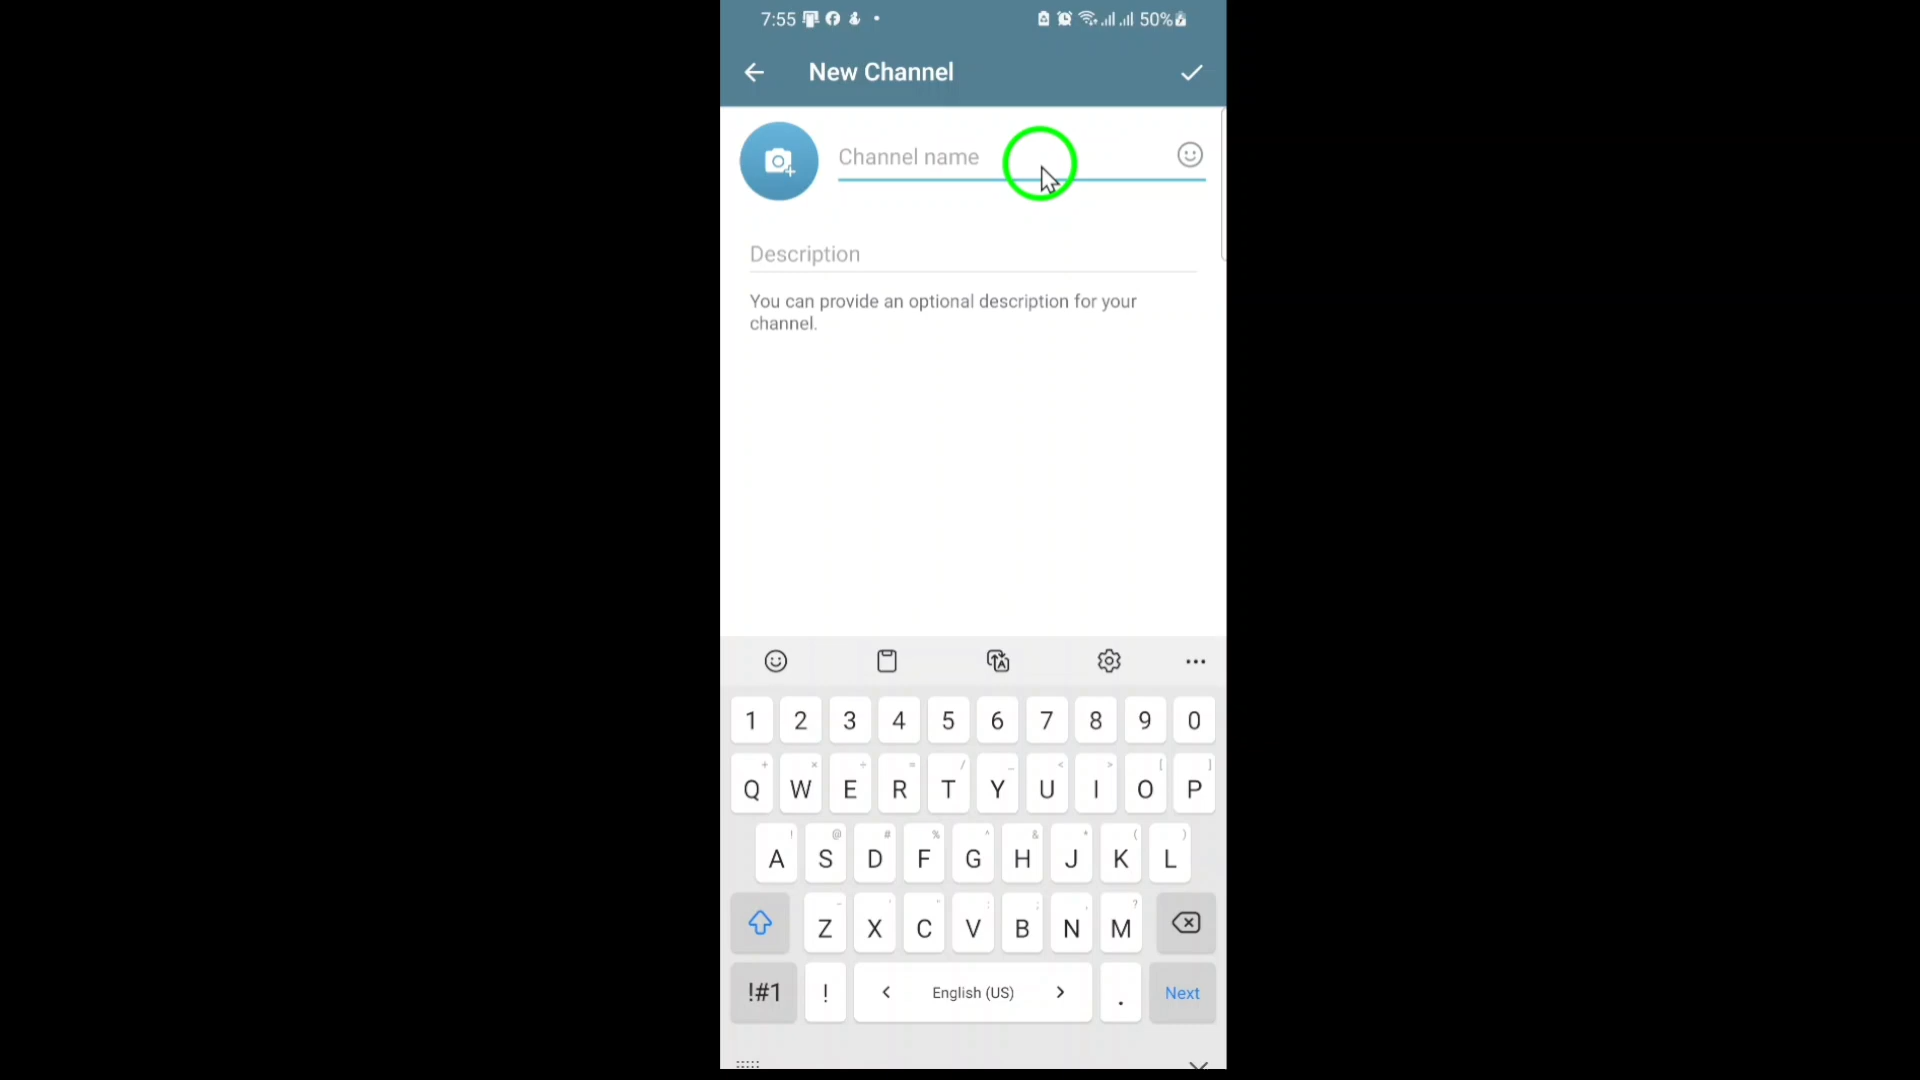 7:55 50%
New Channel
Channel name
Description
You can provide an optional description for your
channel.
1 2 3 4 5 6 7 8 9 0
+ × ÷ = / _ < > [ ]
Q W E R T Y U I O P
! @ # % ^ & * ( )
A S D F G H J K L
- ' " : ; , ?
Z X C V B N M
!#1 ! < English (US) > . Next